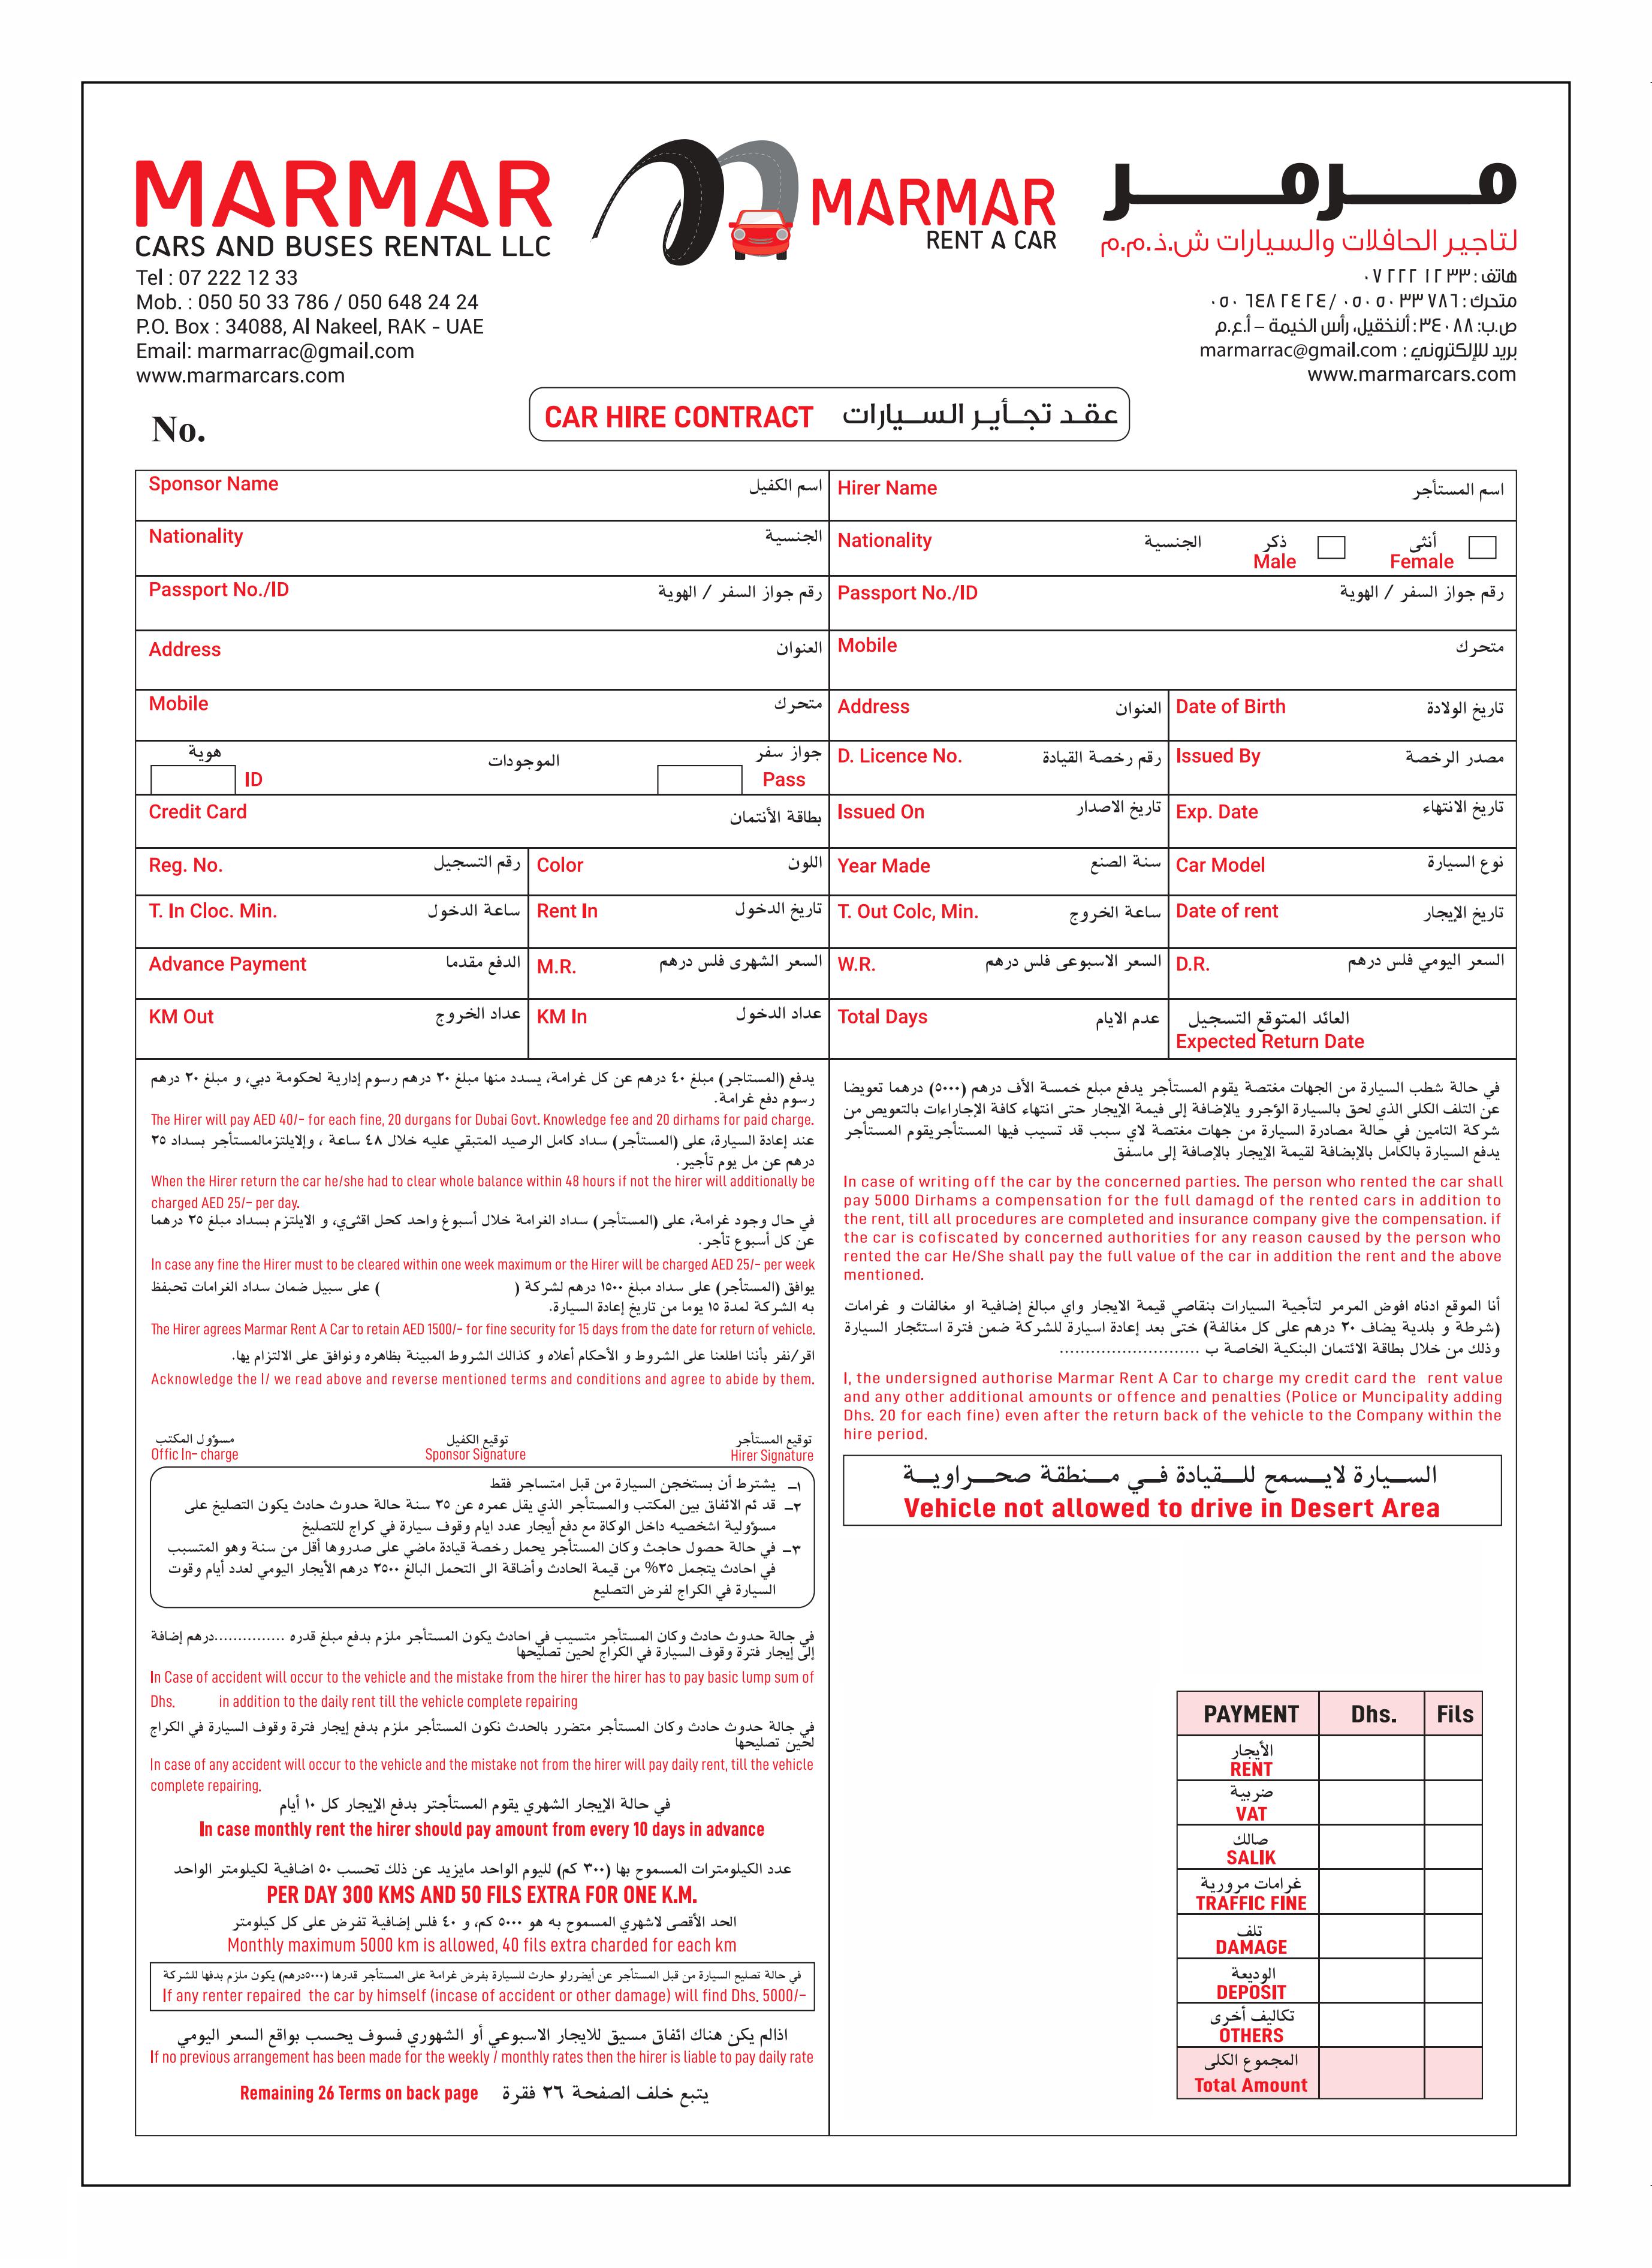 MARMAR
CARS AND BUSES RENTAL LLC
Tel : 07 222 12 33
Mob. : 050 50 33 786 / 050 648 24 24
P.O. Box : 34088, Al Nakeel, RAK - UAE
Email: marmarrac@gmail.com
www.marmarcars.com
MARMAR
RENT A CAR
مرمر
لتاجير الحافلات والسيارات ش.ذ.م.م
هاتف : ٠٧ ٢٢٢ ١٢ ٣٣
متحرك : ٠٥٠ ٥٠ ٣٣ ٧٨٦ / ٠٥٠ ٦٤٨ ٢٤ ٢٤
ص.ب: ٣٤٠٨٨ : ألنخقيل، رأس الخيمة – أ.ع.م
بريد للإلكتروني : marmarrac@gmail.com
www.marmarcars.com
No.
CAR HIRE CONTRACT عقد تجأير السيارات
Sponsor Name اسم الكفيل
Hirer Name اسم المستأجر
Nationality الجنسية
Nationality الجنسية ذكر Male أنثى Female
Passport No./ID رقم جواز السفر / الهوية
Passport No./ID رقم جواز السفر / الهوية
Address العنوان
Mobile متحرك
Mobile متحرك
Address العنوان
Date of Birth تاريخ الولادة
هوية ID الموجودات جواز سفر Pass
D. Licence No. رقم رخصة القيادة
Issued By مصدر الرخصة
Credit Card بطاقة الأنتمان
Issued On تاريخ الاصدار
Exp. Date تاريخ الانتهاء
Reg. No. رقم التسجيل
Color اللون
Year Made سنة الصنع
Car Model نوع السيارة
T. In Cloc. Min. ساعة الدخول
Rent In تاريخ الدخول
T. Out Colc, Min. ساعة الخروج
Date of rent تاريخ الإيجار
Advance Payment الدفع مقدما
M.R. السعر الشهرى فلس درهم
W.R. السعر الاسبوعى فلس درهم
D.R. السعر اليومي فلس درهم
KM Out عداد الخروج
KM In عداد الدخول
Total Days عدم الايام
العائد المتوقع التسجيل
Expected Return Date
يدفع (المستاجر) مبلغ ٤٠ درهم عن كل غرامة، يسدد منها مبلغ ٢٠ درهم رسوم إدارية لحكومة دبي، و مبلغ ٢٠ درهم
رسوم دفع غرامة.
The Hirer will pay AED 40/- for each fine, 20 durgans for Dubai Govt. Knowledge fee and 20 dirhams for paid charge.
عند إعادة السيارة، على (المستأجر) سداد كامل الرصيد المتبقي عليه خلال ٤٨ ساعة ، وإلايلتزمالمستأجر بسداد ٢٥
درهم عن مل يوم تأجير.
When the Hirer return the car he/she had to clear whole balance within 48 hours if not the hirer will additionally be
charged AED 25/- per day.
في حال وجود غرامة، على (المستأجر) سداد الغرامة خلال أسبوغ واحد كحل اقثي، و الايلتزم بسداد مبلغ ٢٥ درهما
عن كل أسبوع تأجر.
In case any fine the Hirer must to be cleared within one week maximum or the Hirer will be charged AED 25/- per week
يوافق (المستأجر) على سداد مبلغ ١٥٠٠ درهم لشركة ( ) على سبيل ضمان سداد الغرامات تحبفظ
به الشركة لمدة ١٥ يوما من تاريخ إعادة السيارة.
The Hirer agrees Marmar Rent A Car to retain AED 1500/- for fine security for 15 days from the date for return of vehicle.
اقر/نفر بأننا اطلعنا على الشروط و الأحكام أعلاه و كذالك الشروط المبينة بظاهره ونوافق على الالتزام بها.
Acknowledge the I/ we read above and reverse mentioned terms and conditions and agree to abide by them.
مسؤول المكتب توقيع الكفيل توقيع المستأجر
Offic In- charge Sponsor Signature Hirer Signature
١– يشترط أن بستخجن السيارة من قبل امتساجر فقط
٢– قد ثم الاتفاق بين المكتب والمستأجر الذي يقل عمره عن ٢٥ سنة حالة حدوث حادث يكون التصليخ على
مسؤولية اشخصيه داخل الوكاة مع دفع أيجار عدد ايام وقوف سيارة في كراج للتصليخ
٣– في حالة حصول حاجث وكان المستأجر يحمل رخصة قيادة ماضي على صدروها أقل من سنة وهو المتسبب
في احادث يتجمل ٢٥% من قيمة الحادث وأضاقة الى التحمل البالغ ٢٥٠٠ درهم الأيجار اليومي لعدد أيام وقوت
السيارة في الكراج لفرض التصليع
في جالة حدوث حادث وكان المستأجر متسيب في احادث يكون المستأجر ملزم بدفع مبلغ قدره ...............درهم إضافة
إلى إيجار فترة وقوف السيارة في الكراج لحين تصليحها
In Case of accident will occur to the vehicle and the mistake from the hirer the hirer has to pay basic lump sum of
Dhs. in addition to the daily rent till the vehicle complete repairing
في جالة حدوث حادث وكان المستأجر متضرر بالحدث نكون المستأجر ملزم بدفع إيجار فترة وقوف السيارة في الكراج
لحين تصليحها
In case of any accident will occur to the vehicle and the mistake not from the hirer will pay daily rent, till the vehicle
complete repairing.
في حالة الإيجار الشهري يقوم المستأجتر بدفع الإيجار كل ١٠ أيام
In case monthly rent the hirer should pay amount from every 10 days in advance
عدد الكيلومترات المسموح بها (٣٠٠ كم) لليوم الواحد مايزيد عن ذلك تحسب ٥٠ اضافية لكيلومتر الواحد
PER DAY 300 KMS AND 50 FILS EXTRA FOR ONE K.M.
الحد الأقصى لاشهري المسموح به هو ٥٠٠٠ كم، و ٤٠ فلس إضافية تفرض على كل كيلومتر
Monthly maximum 5000 km is allowed, 40 fils extra charded for each km
في حالة تصليح السيارة من قبل المستأجر عن أيضررلو حارث للسيارة بفرض غرامة على المستأجر قدرها (٥٠٠٠درهم) يكون ملزم بدفها للشركة
If any renter repaired the car by himself (incase of accident or other damage) will find Dhs. 5000/-
اذالم يكن هناك ائفاق مسيق للايجار الاسبوعي أو الشهوري فسوف يحسب بواقع السعر اليومي
If no previous arrangement has been made for the weekly / monthly rates then the hirer is liable to pay daily rate
Remaining 26 Terms on back page يتبع خلف الصفحة ٢٦ فقرة
في حالة شطب السيارة من الجهات مغتصة يقوم المستأجر يدفع مبلع خمسة الأف درهم (٥٠٠٠) درهما تعويضا
عن التلف الكلى الذي لحق بالسيارة الؤجرو يالإضافة إلى فيمة الإيجار حتى انتهاء كافة الإجاراءات بالتعويص من
شركة التامين في حالة مصادرة السيارة من جهات مغتصة لاي سبب قد تسيب فيها المستأجريقوم المستأجر
يدفع السيارة بالكامل بالإيضافة لقيمة الإيجار بالإصافة إلى ماسفق
In case of writing off the car by the concerned parties. The person who rented the car shall
pay 5000 Dirhams a compensation for the full damagd of the rented cars in addition to
the rent, till all procedures are completed and insurance company give the compensation. if
the car is cofiscated by concerned authorities for any reason caused by the person who
rented the car He/She shall pay the full value of the car in addition the rent and the above
mentioned.
أنا الموقع ادناه افوض المرمر لتأجية السيارات بنقاصي قيمة الايجار واي مبالغ إضافية او مغالفات و غرامات
(شرطة و بلدية يضاف ٢٠ درهم على كل مغالفة) ختى بعد إعادة اسيارة للشركة ضمن فترة استئجار السيارة
وذلك من خلال بطاقة الائتمان البنكية الخاصة ب ...........................
I, the undersigned authorise Marmar Rent A Car to charge my credit card the rent value
and any other additional amounts or offence and penalties (Police or Muncipality adding
Dhs. 20 for each fine) even after the return back of the vehicle to the Company within the
hire period.
السيارة لايسمح للقيادة في منطقة صحراوية
Vehicle not allowed to drive in Desert Area
PAYMENT Dhs. Fils
الأيجار
RENT
ضريبة
VAT
صالك
SALIK
غرامات مرورية
TRAFFIC FINE
تلف
DAMAGE
الوديعة
DEPOSIT
تكاليف أخرى
OTHERS
المجموع الكلى
Total Amount